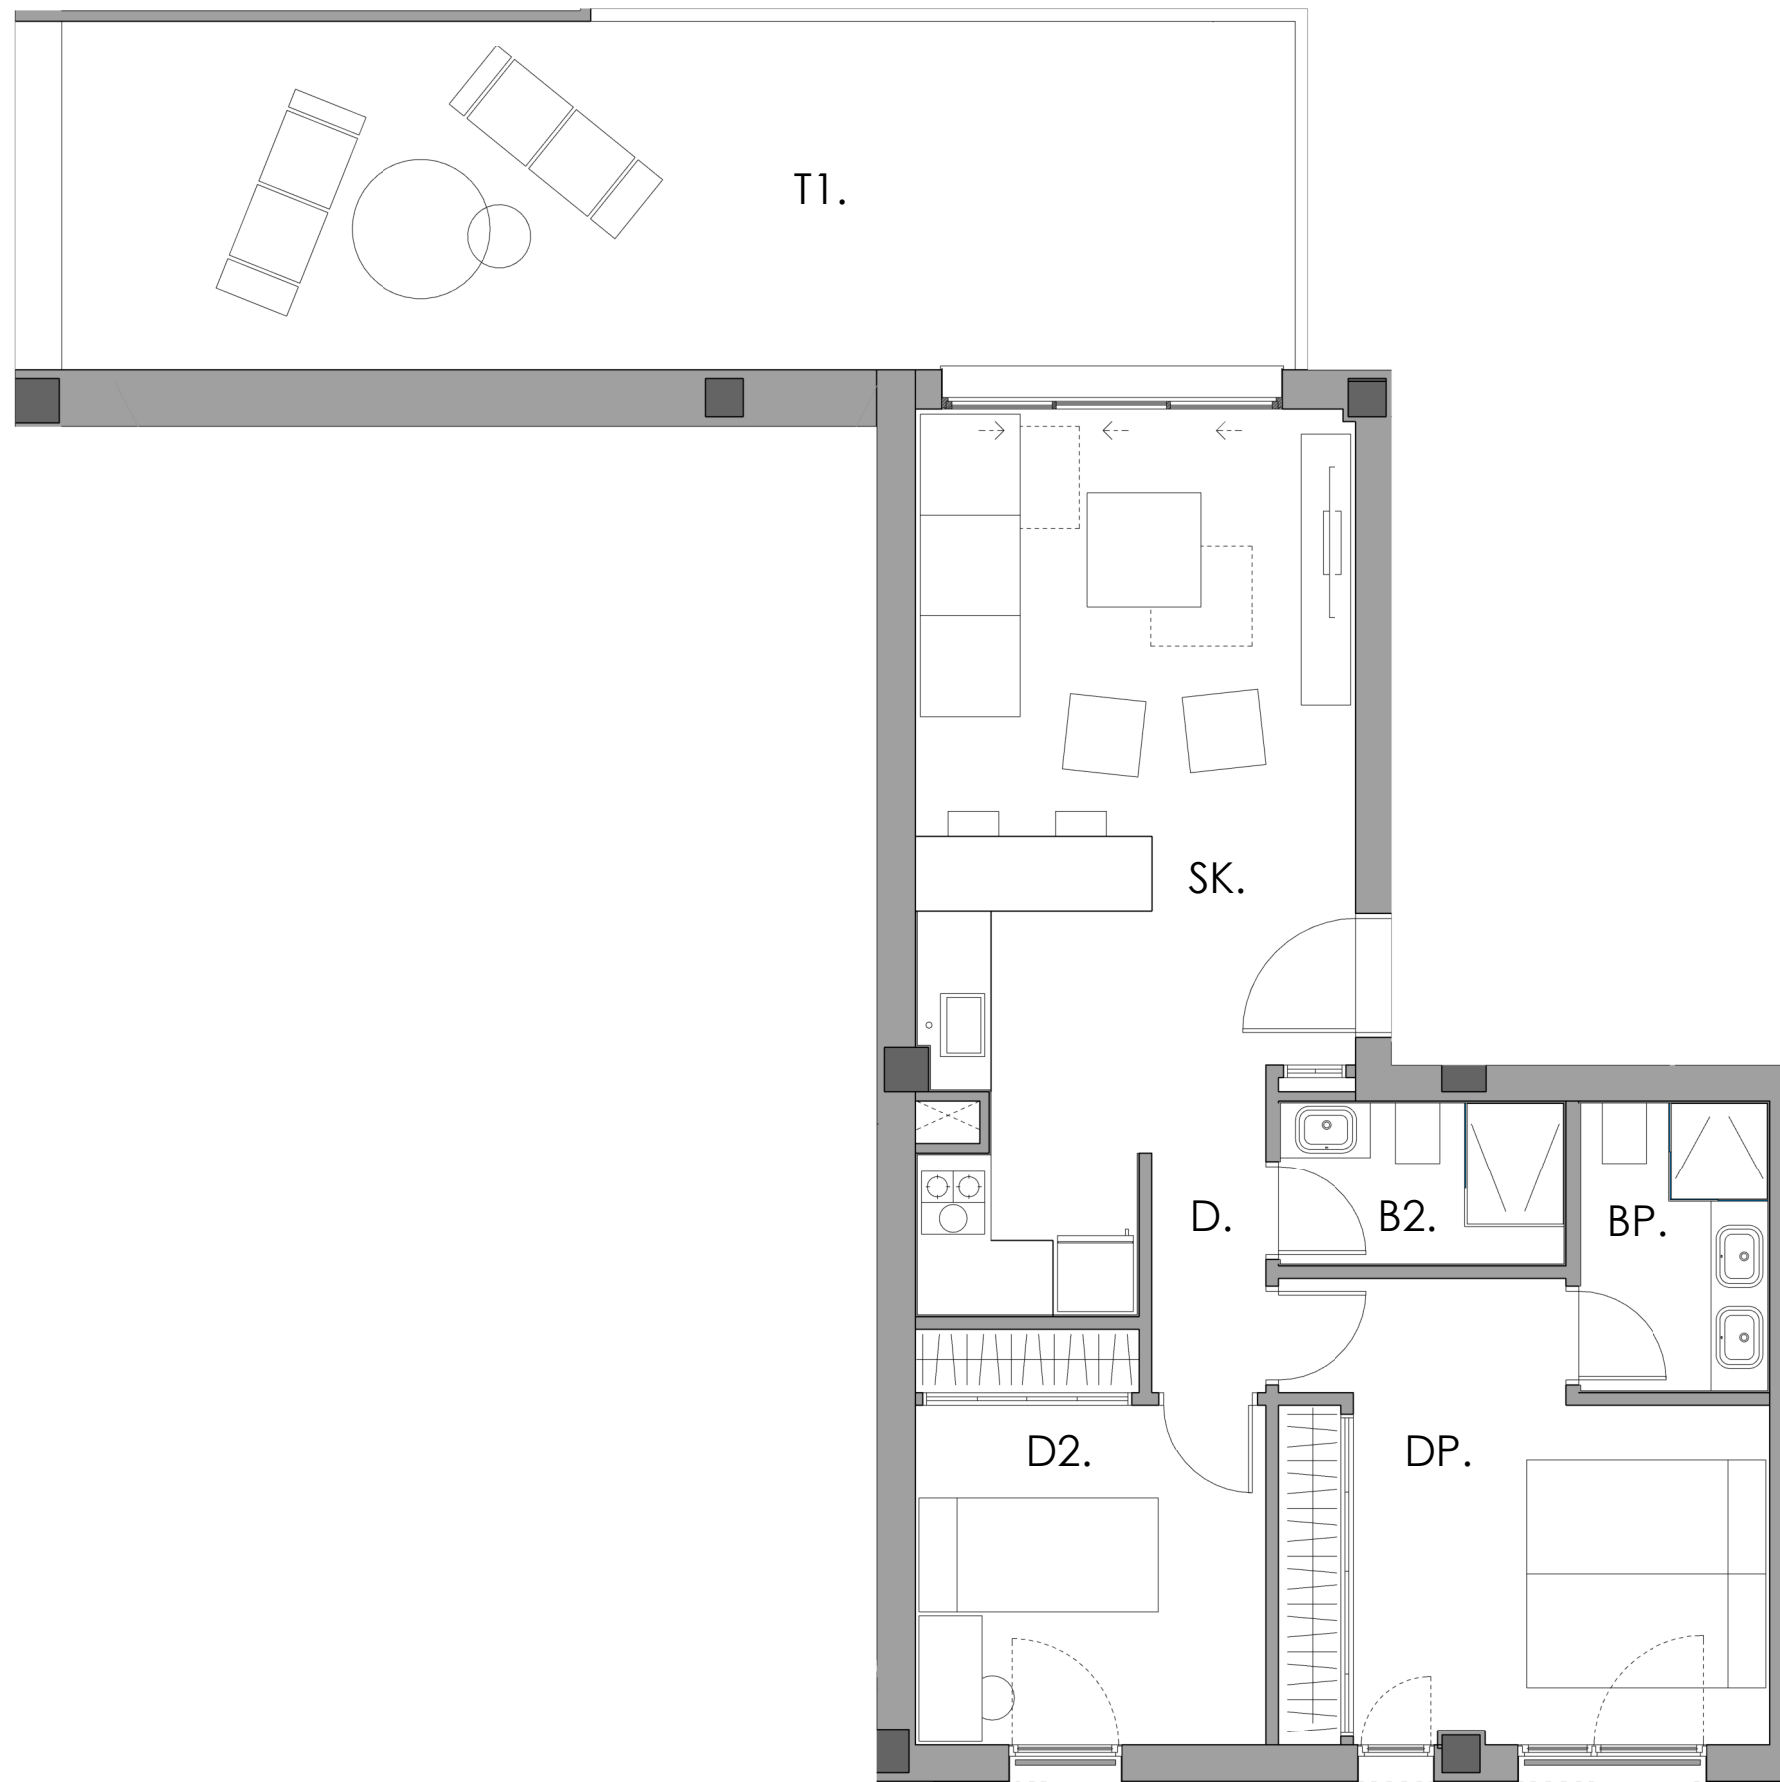 T1.
SK.
D.
B2.
BP.
D2.
DP.